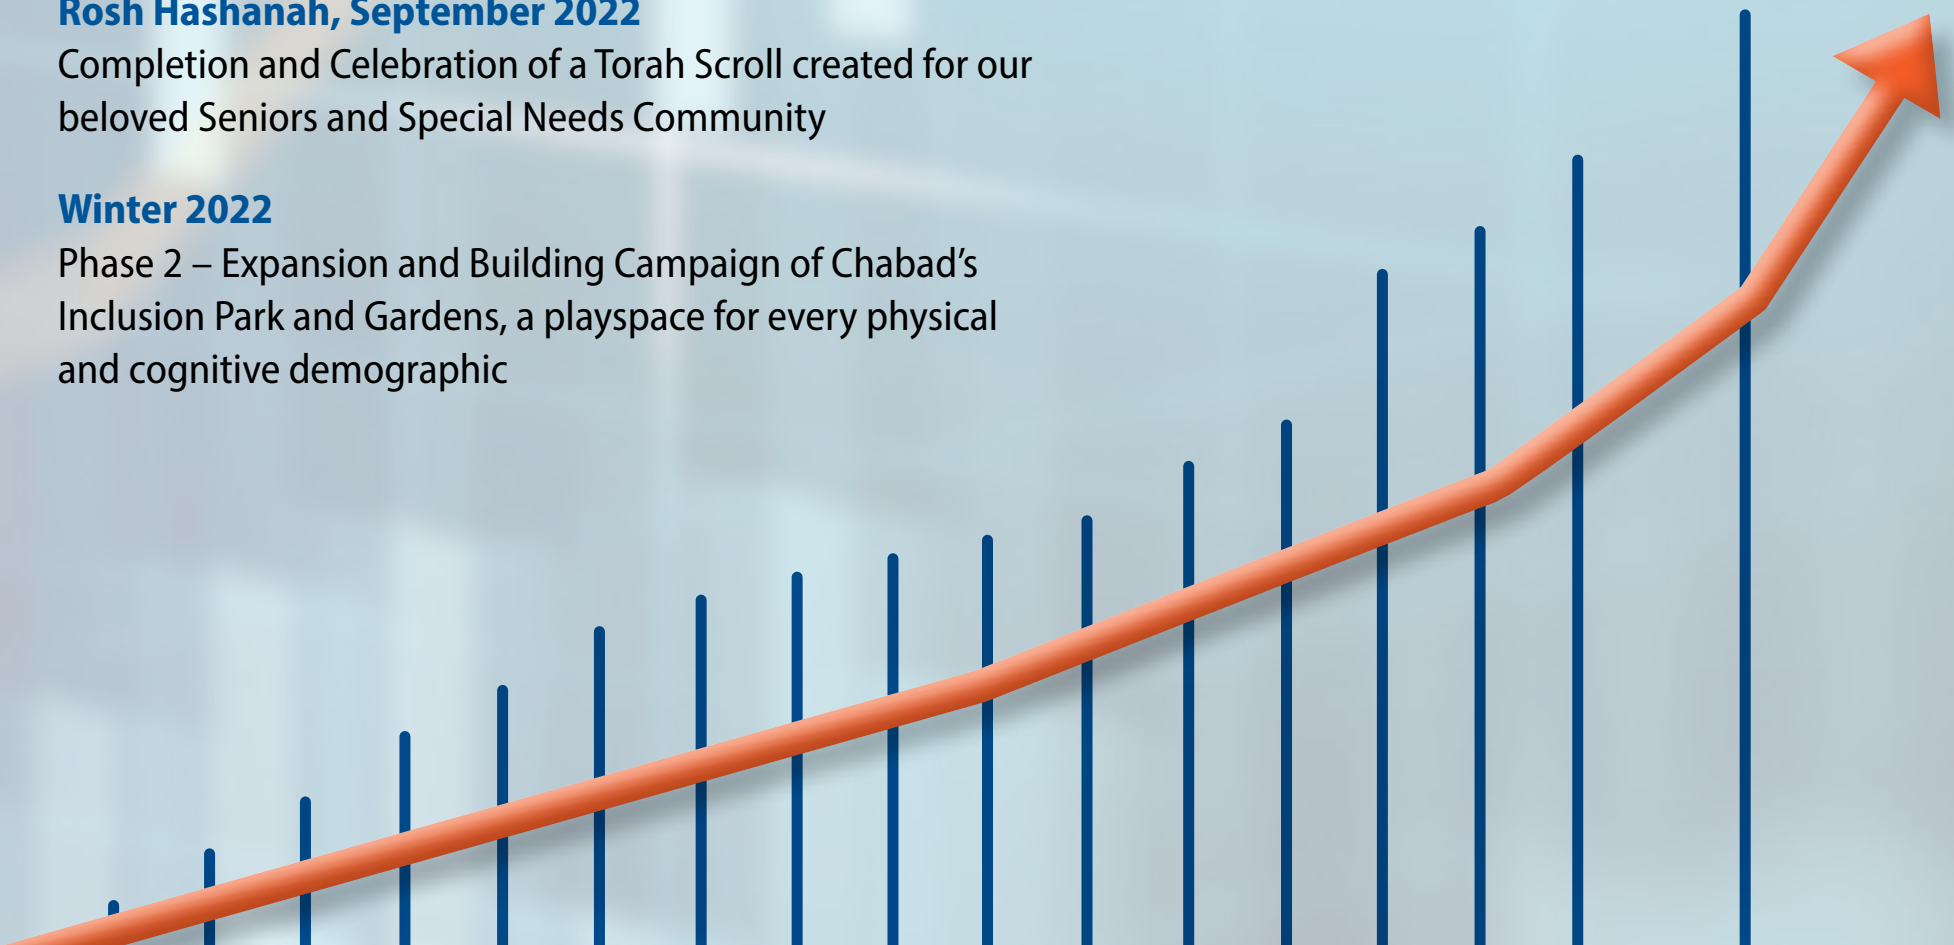 Rosh Hashanah, September 2022
Completion and Celebration of a Torah Scroll created for our
beloved Seniors and Special Needs Community
Winter 2022
Phase 2 – Expansion and Building Campaign of Chabad’s
Inclusion Park and Gardens, a playspace for every physical
and cognitive demographic